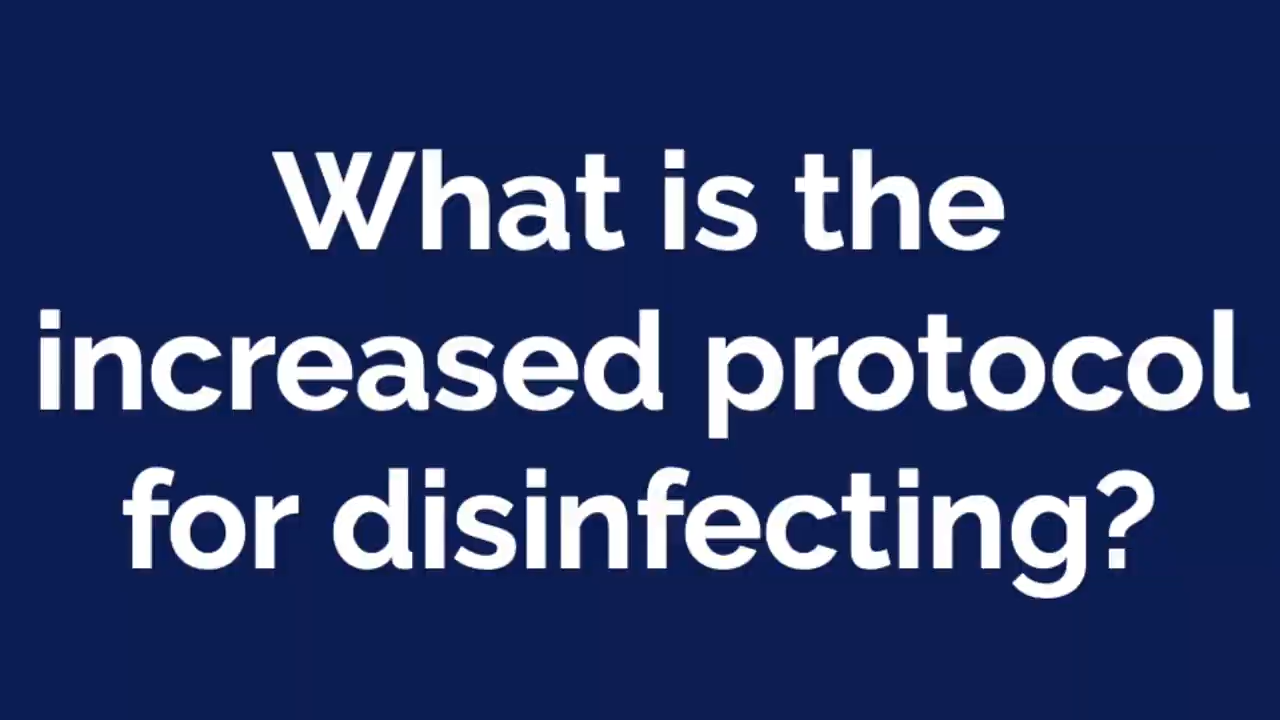 What is the
increased protocol
for disinfecting?